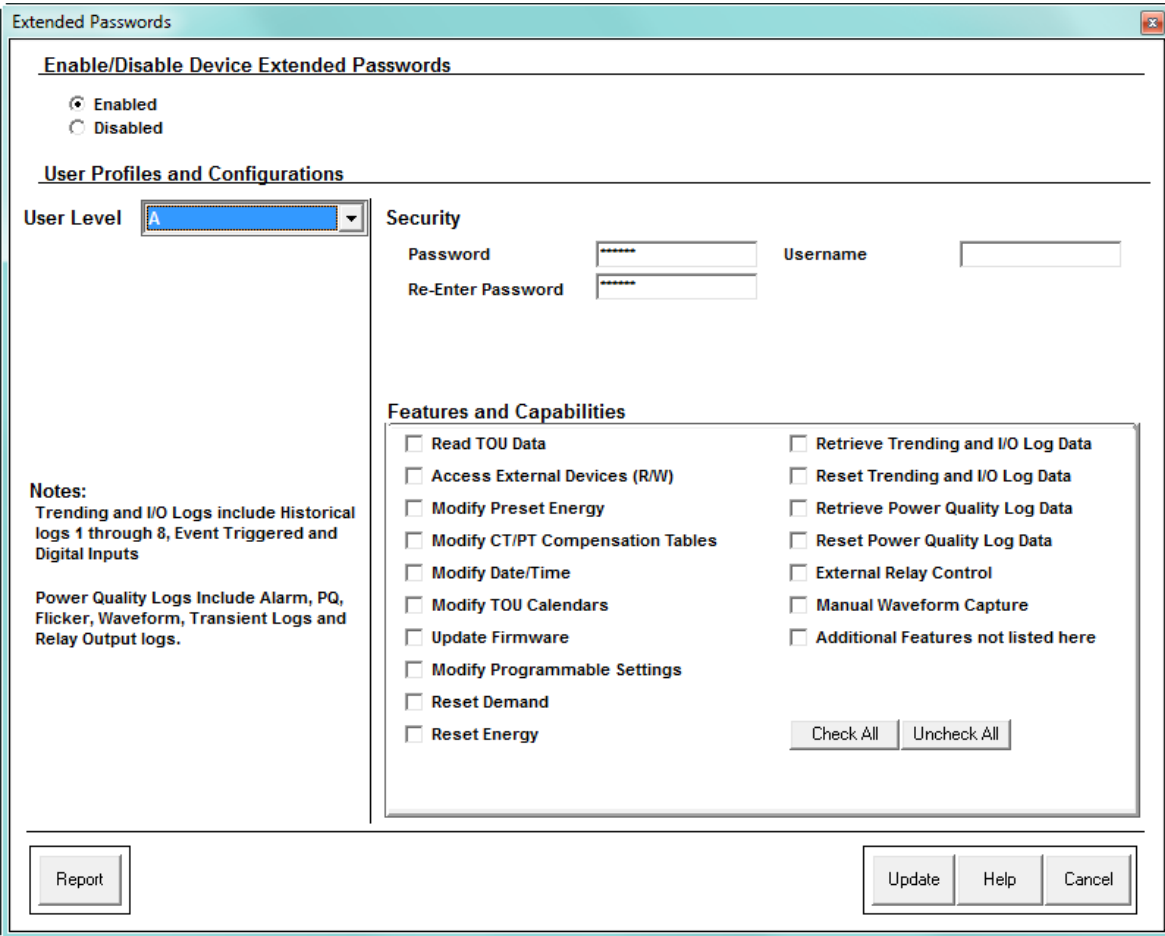 Extended Passwords
Enable/Disable Device Extended Passwords
Enabled
Disabled
User Profiles and Configurations
User Level
A
Security
Password
******
Username
Re-Enter Password
******
Notes:
Trending and I/O Logs include Historical
logs 1 through 8, Event Triggered and
Digital Inputs
Power Quality Logs Include Alarm, PQ,
Flicker, Waveform, Transient Logs and
Relay Output logs.
Features and Capabilities
Read TOU Data
Access External Devices (R/W)
Modify Preset Energy
Modify CT/PT Compensation Tables
Modify Date/Time
Modify TOU Calendars
Update Firmware
Modify Programmable Settings
Reset Demand
Reset Energy
Retrieve Trending and I/O Log Data
Reset Trending and I/O Log Data
Retrieve Power Quality Log Data
Reset Power Quality Log Data
External Relay Control
Manual Waveform Capture
Additional Features not listed here
Check All
Uncheck All
Report
Update
Help
Cancel